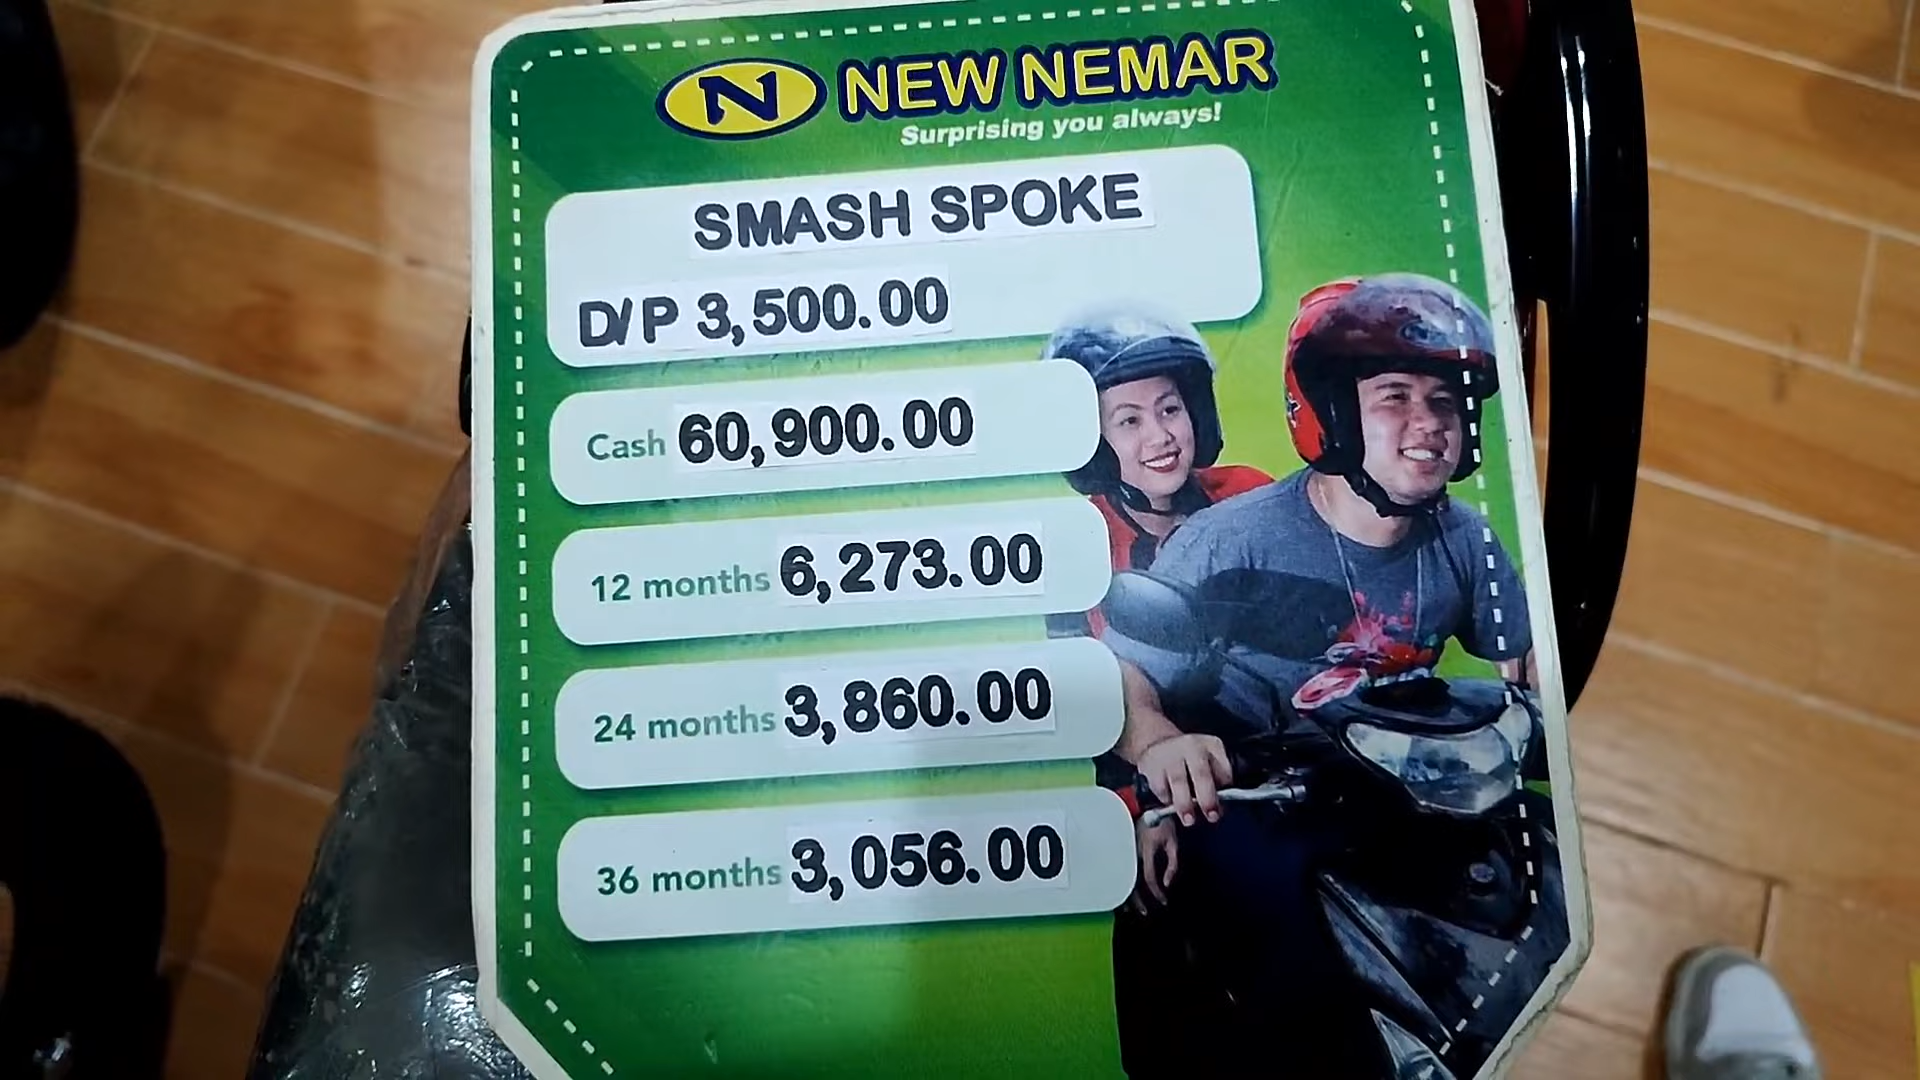 N NEW NEMAR
Surprising you always!
SMASH SPOKE
D/P 3,500.00
Cash 60,900.00
12 months 6,273.00
24 months 3,860.00
36 months 3,056.00